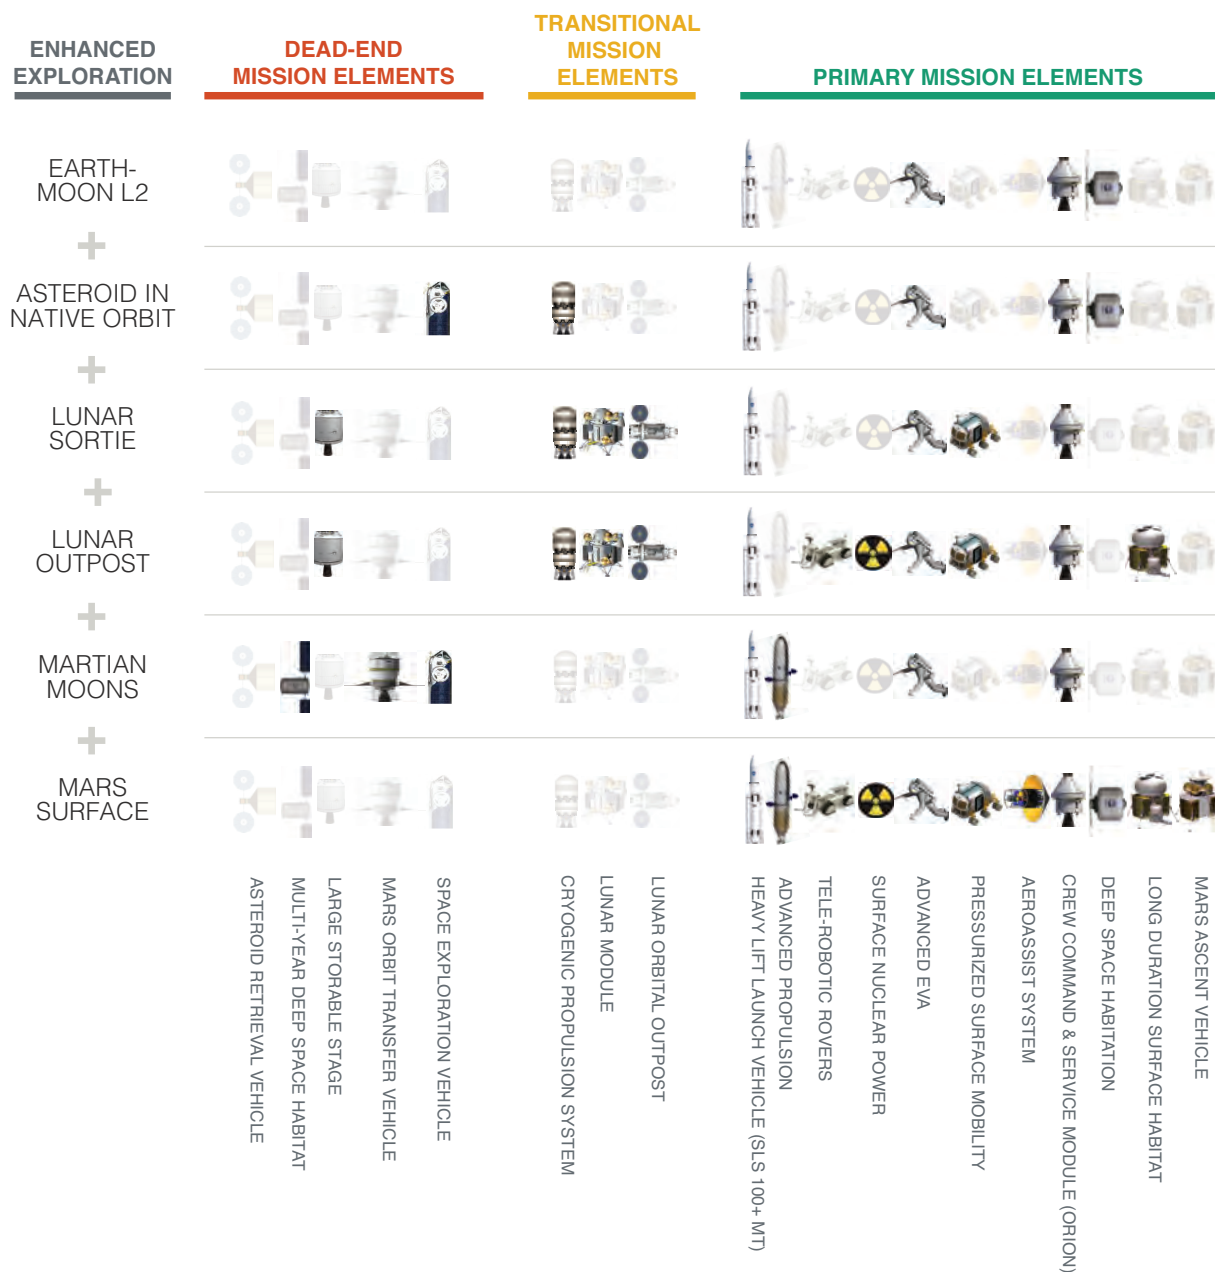 ENHANCED
EXPLORATION
DEAD-END
MISSION ELEMENTS
TRANSITIONAL
MISSION
ELEMENTS
PRIMARY MISSION ELEMENTS
EARTH-
MOON L2
+
ASTEROID IN
NATIVE ORBIT
+
LUNAR
SORTIE
+
LUNAR
OUTPOST
+
MARTIAN
MOONS
+
MARS
SURFACE
ASTEROID RETRIEVAL VEHICLE
MULTI-YEAR DEEP SPACE HABITAT
LARGE STORABLE STAGE
MARS ORBIT TRANSFER VEHICLE
SPACE EXPLORATION VEHICLE
CRYOGENIC PROPULSION SYSTEM
LUNAR MODULE
LUNAR ORBITAL OUTPOST
HEAVY LIFT LAUNCH VEHICLE (SLS 100+ MT)
ADVANCED PROPULSION
TELE-ROBOTIC ROVERS
SURFACE NUCLEAR POWER
ADVANCED EVA
PRESSURIZED SURFACE MOBILITY
AEROASSIST SYSTEM
CREW COMMAND & SERVICE MODULE (ORION)
DEEP SPACE HABITATION
LONG DURATION SURFACE HABITAT
MARS ASCENT VEHICLE